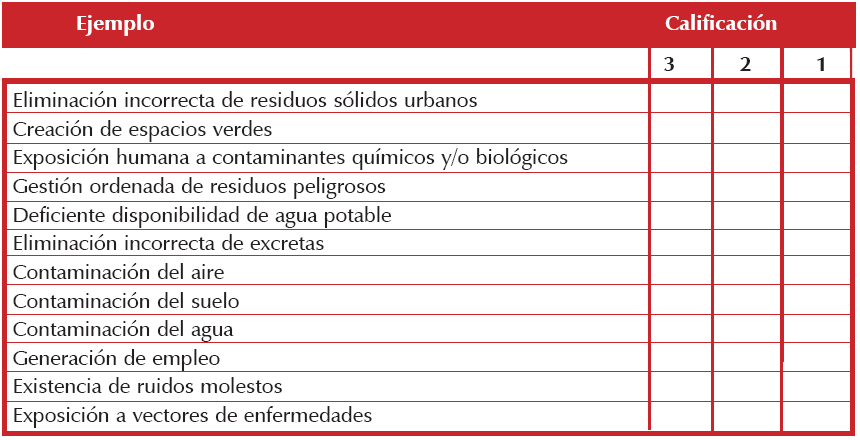 Ejemplo Calificación
3 2 1
Eliminación incorrecta de residuos sólidos urbanos
Creación de espacios verdes
Exposición humana a contaminantes químicos y/o biológicos
Gestión ordenada de residuos peligrosos
Deficiente disponibilidad de agua potable
Eliminación incorrecta de excretas
Contaminación del aire
Contaminación del suelo
Contaminación del agua
Generación de empleo
Existencia de ruidos molestos
Exposición a vectores de enfermedades